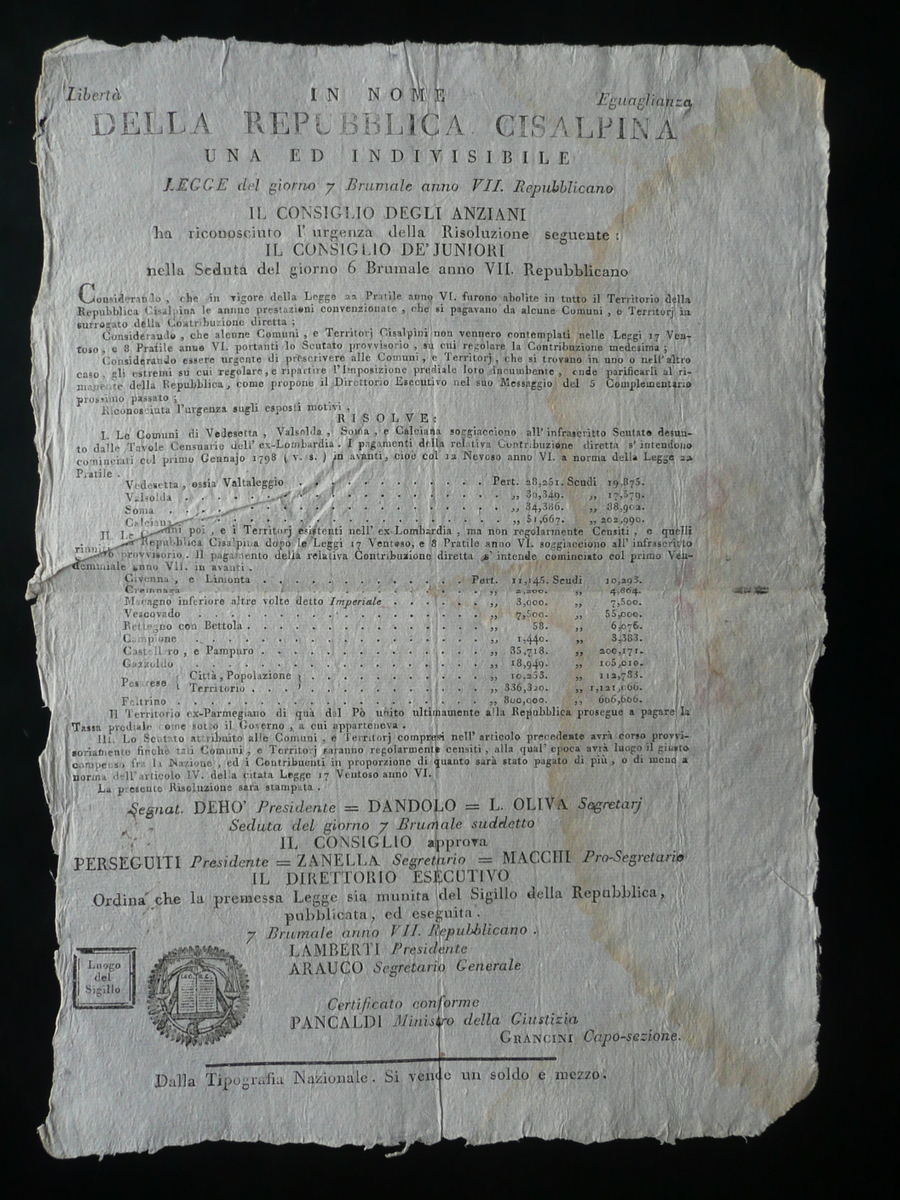 Libertà IN NOME Eguaglianza
DELLA REPUBBLICA CISALPINA
UNA ED INDIVISIBILE
LEGGE del giorno 7 Brumale anno VII. Repubblicano
IL CONSIGLIO DEGLI ANZIANI
ha riconosciuto l'urgenza della Risoluzione seguente:
IL CONSIGLIO DE' JUNIORI
nella Seduta del giorno 6 Brumale anno VII. Repubblicano
Considerando, che in vigore della Legge 22 Pratile anno VI. furono abolite in tutto il Territorio della
Repubblica Cisalpina le annue prestazioni convenzionate, che si pagavano da alcune Comuni, e Territorj in
surrogato della Contribuzione diretta;
Considerando, che alcune Comuni, e Territorj Cisalpini non vennero contemplati nelle Leggi 17 Ven-
toso, e 8 Pratile anno VI. portanti lo Scutato provvisorio, su cui regolare la Contribuzione medesima;
Considerando essere urgente di prescrivere alle Comuni, e Territorj, che si trovano in uno o nell'altro
caso, gli estremi su cui regolare, e ripartire l'Imposizione prediale loro incumbente, onde parificarli al ri-
manente della Repubblica, come propone il Direttorio Esecutivo nel suo Messaggio del 5 Complementario
prossimo passato;
Riconosciuta l'urgenza sugli esposti motivi,
RISOLVE:
I. Le Comuni di Vedesetta, Valsolda, Soma, e Calciana soggiacciono all'infrascritto Scutato desun-
to dalle Tavole Censuarie dell'ex-Lombardia. I pagamenti della relativa Contribuzione diretta s'intendono
cominciati col primo Gennajo 1798 (v. s.) in avanti, cioè col 12 Nevoso anno VI. a norma della Legge 22
Pratile.
Vedesetta, ossia Valtaleggio . . . . . . . . . Pert. 28,251. Scudi 19,875.
Valsolda . . . . . . . . . . . . . . „ 30,349. „ 17,579.
Soma . . . . . . . . . . . . . . . „ 34,386. „ 88,902.
Calciana . . . . . . . . . . . . . . „ 51,667. „ 202,990.
II. Le Comuni poi, e i Territorj esistenti nell'ex-Lombardia, ma non regolarmente Censiti, e quelli
riuniti Repubblica Cisalpina dopo le Leggi 17 Ventoso, e 8 Pratile anno VI. soggiacciono all'infrascritto
provvisorio. Il pagamento della relativa Contribuzione diretta s'intende cominciato col primo Ven-
demmiale anno VII. in avanti.
Civenna, e Limonta . . . . . . . . . . Pert. 11,145. Scudi 10,293.
Cremnaga . . . . . . . . . . . . . „ 2,200. „ 4,864.
Macagno inferiore altre volte detto Imperiale . . . . . . „ 3,000. „ 7,500.
Vescovado . . . . . . . . . . . . . „ 7,500. „ 55,000.
Rettegno con Bettola . . . . . . . . . . „ 58. „ 6,076.
Campione . . . . . . . . . . . . . „ 1,440. „ 3,383.
Castellaro, e Pampuro . . . . . . . . . . „ 35,718. „ 200,171.
Gazzoldo . . . . . . . . . . . . . „ 18,949. „ 105,010.
Pesarese { Città, Popolazione } . . . . . . . . „ 10,253. „ 112,783.
Territorio . . . . . . . . . . „ 336,320. „ 1,121,066.
Feltrino . . . . . . . . . . . . . „ 800,000. „ 606,666.
Il Territorio ex-Parmegiano di quà dal Pò unito ultimamente alla Repubblica prosegue a pagare la
Tassa prediale come sotto il Governo, a cui apparteneva.
III. Lo Scutato attribuito alle Comuni, e Territorj compresi nell'articolo precedente avrà corso provvi-
soriamente finchè tali Comuni, e Territorj saranno regolarmente censiti, alla qual'epoca avrà luogo il giusto
compenso fra la Nazione, ed i Contribuenti in proporzione di quanto sarà stato pagato di più, o di meno a
norma dell'articolo IV. della citata Legge 17 Ventoso anno VI.
La presente Risoluzione sarà stampata.
Segnat. DEHO' Presidente = DANDOLO = L. OLIVA Segretarj
Seduta del giorno 7 Brumale suddetto
IL CONSIGLIO approva
PERSEGUITI Presidente = ZANELLA Segretario = MACCHI Pro-Segretario
IL DIRETTORIO ESECUTIVO
Ordina che la premessa Legge sia munita del Sigillo della Repubblica,
pubblicata, ed eseguita.
7 Brumale anno VII. Repubblicano.
LAMBERTI Presidente
ARAUCO Segretario Generale
Luogo
del
Sigillo
Certificato conforme
PANCALDI Ministro della Giustizia
GRANCINI Capo-sezione.
Dalla Tipografia Nazionale. Si vende un soldo e mezzo.